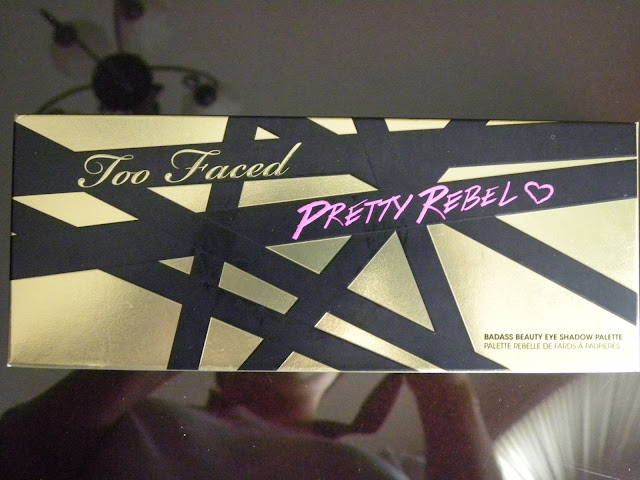 Too Faced
PRETTY REBEL
BADASS BEAUTY EYE SHADOW PALETTE
PALETTE REBELLE DE FARDS À PAUPIÈRES